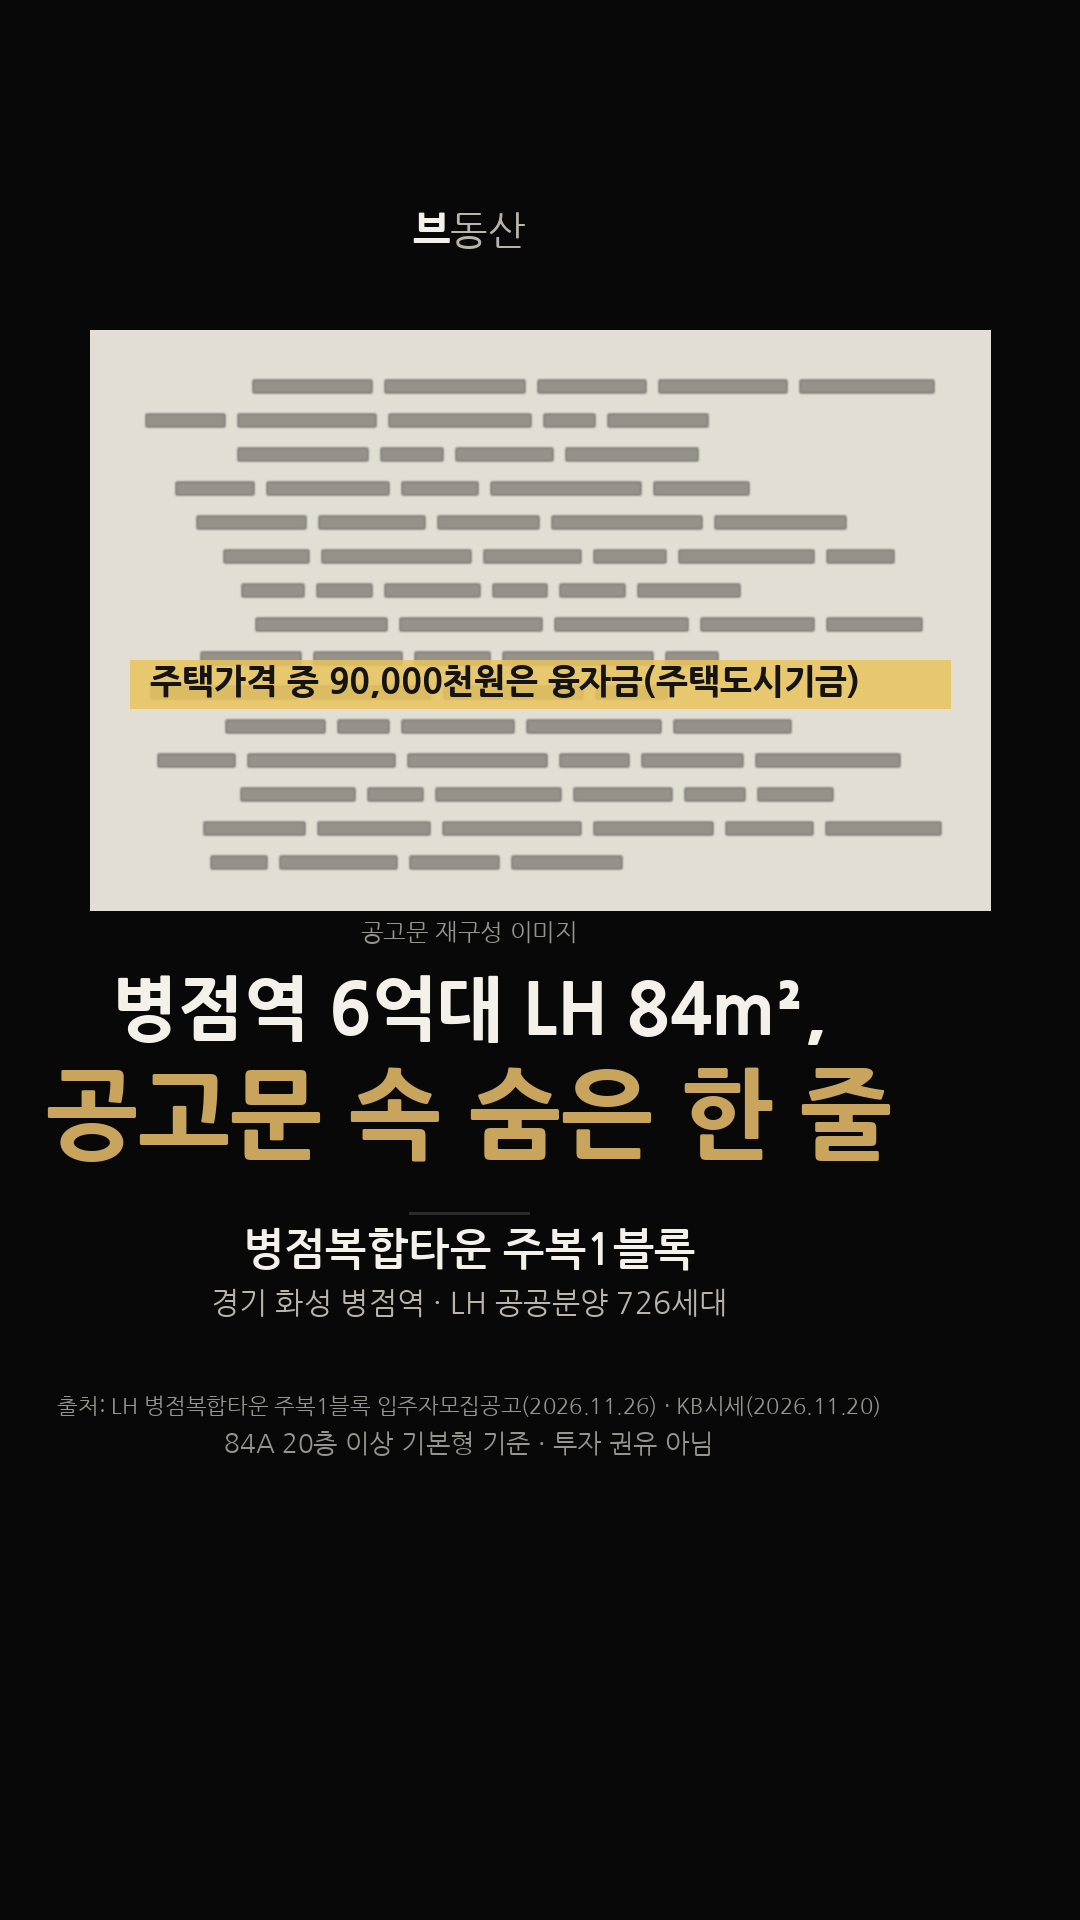 브동산
주택가격 중 90,000천원은 융자금(주택도시기금)
공고문 재구성 이미지
병점역 6억대 LH 84m²,
공고문 속 숨은 한 줄
병점복합타운 주복1블록
경기 화성 병점역 · LH 공공분양 726세대
출처: LH 병점복합타운 주복1블록 입주자모집공고(2026.11.26) · KB시세(2026.11.20)
84A 20층 이상 기본형 기준 · 투자 권유 아님